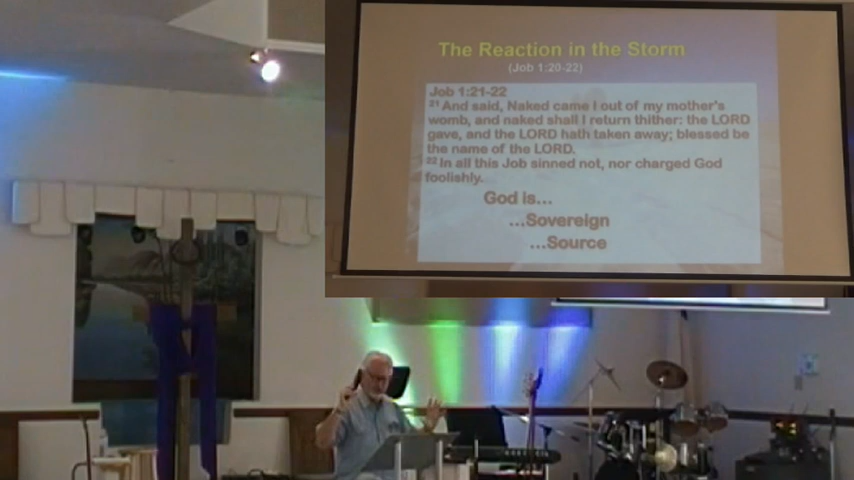 The Reaction in the Storm
(Job 1:20-22)
Job 1:21-22
21 And said, Naked came I out of my mother's
womb, and naked shall I return thither: the LORD
gave, and the LORD hath taken away; blessed be
the name of the LORD.
22 In all this Job sinned not, nor charged God
foolishly.
God is...
...Sovereign
...Source